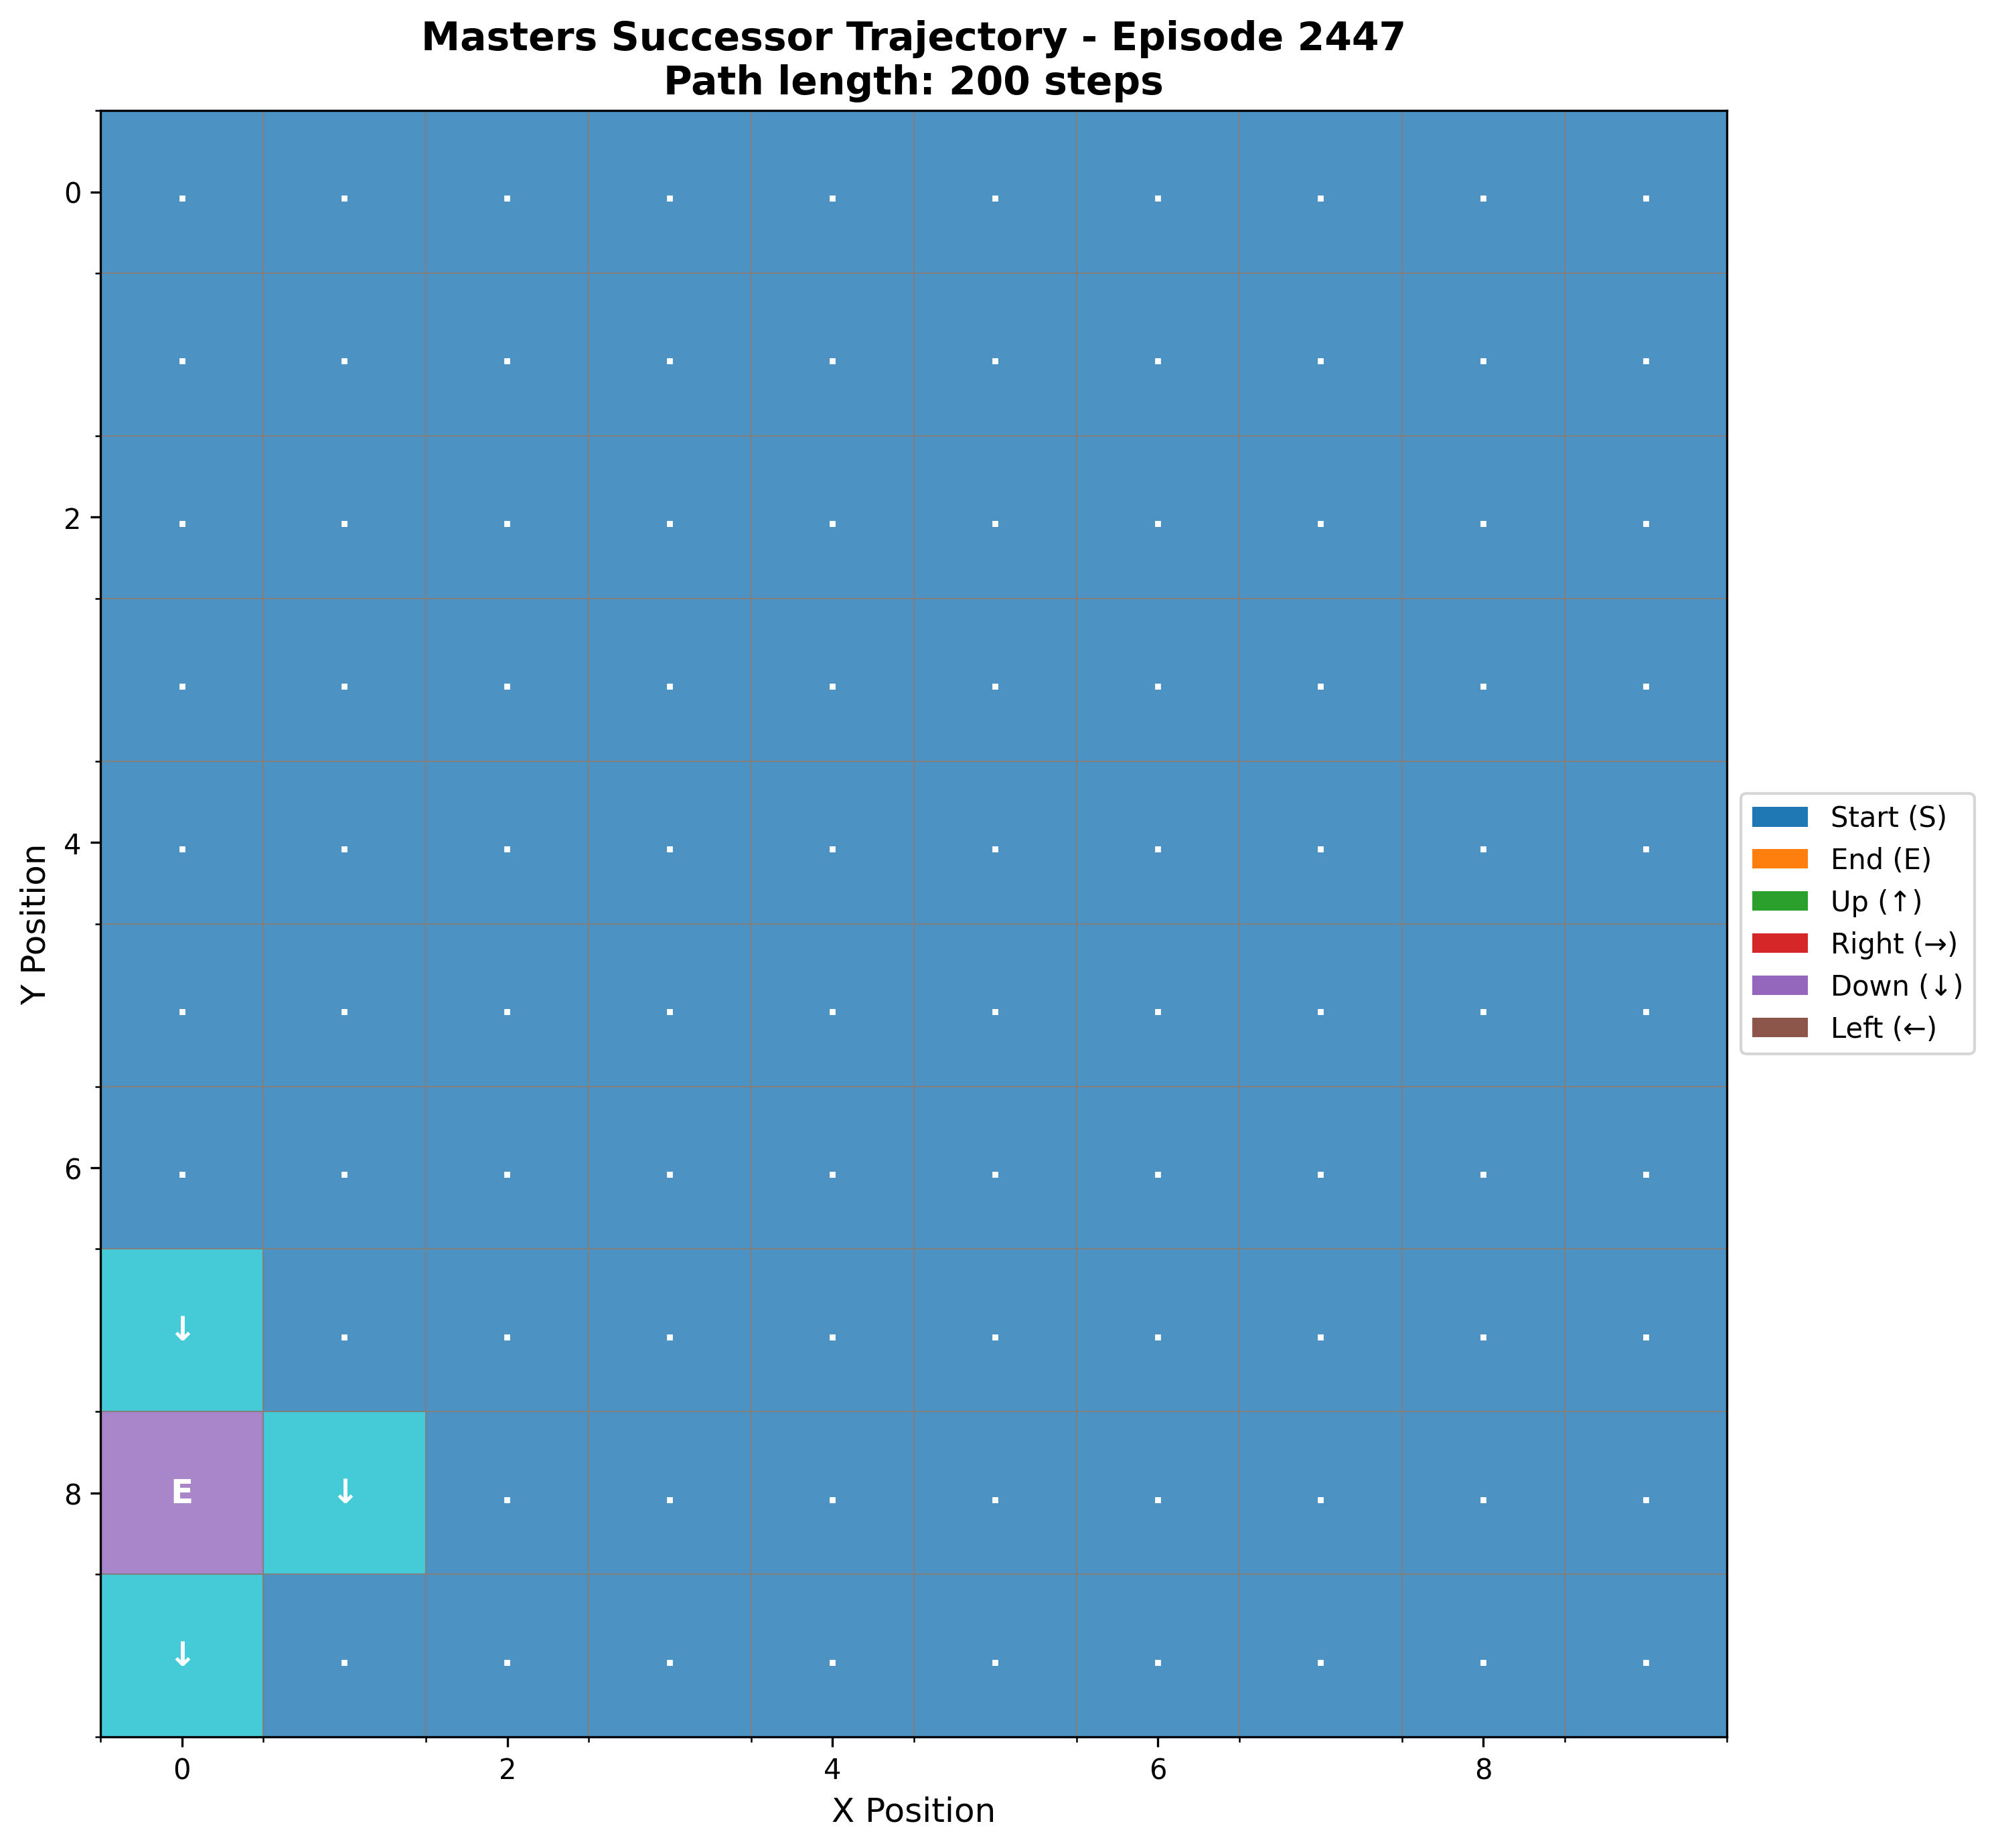 Masters Successor Trajectory - Episode 2447
Path length: 200 steps
0
2
4
6
8
Y Position
. . . . . . . . . .
. . . . . . . . . .
. . . . . . . . . .
. . . . . . . . . .
. . . . . . . . . .
. . . . . . . . . .
. . . . . . . . . .
↓ . . . . . . . . .
E ↓ . . . . . . . .
↓ . . . . . . . . .
0 2 4 6 8
X Position
Start (S)
End (E)
Up (↑)
Right (→)
Down (↓)
Left (←)